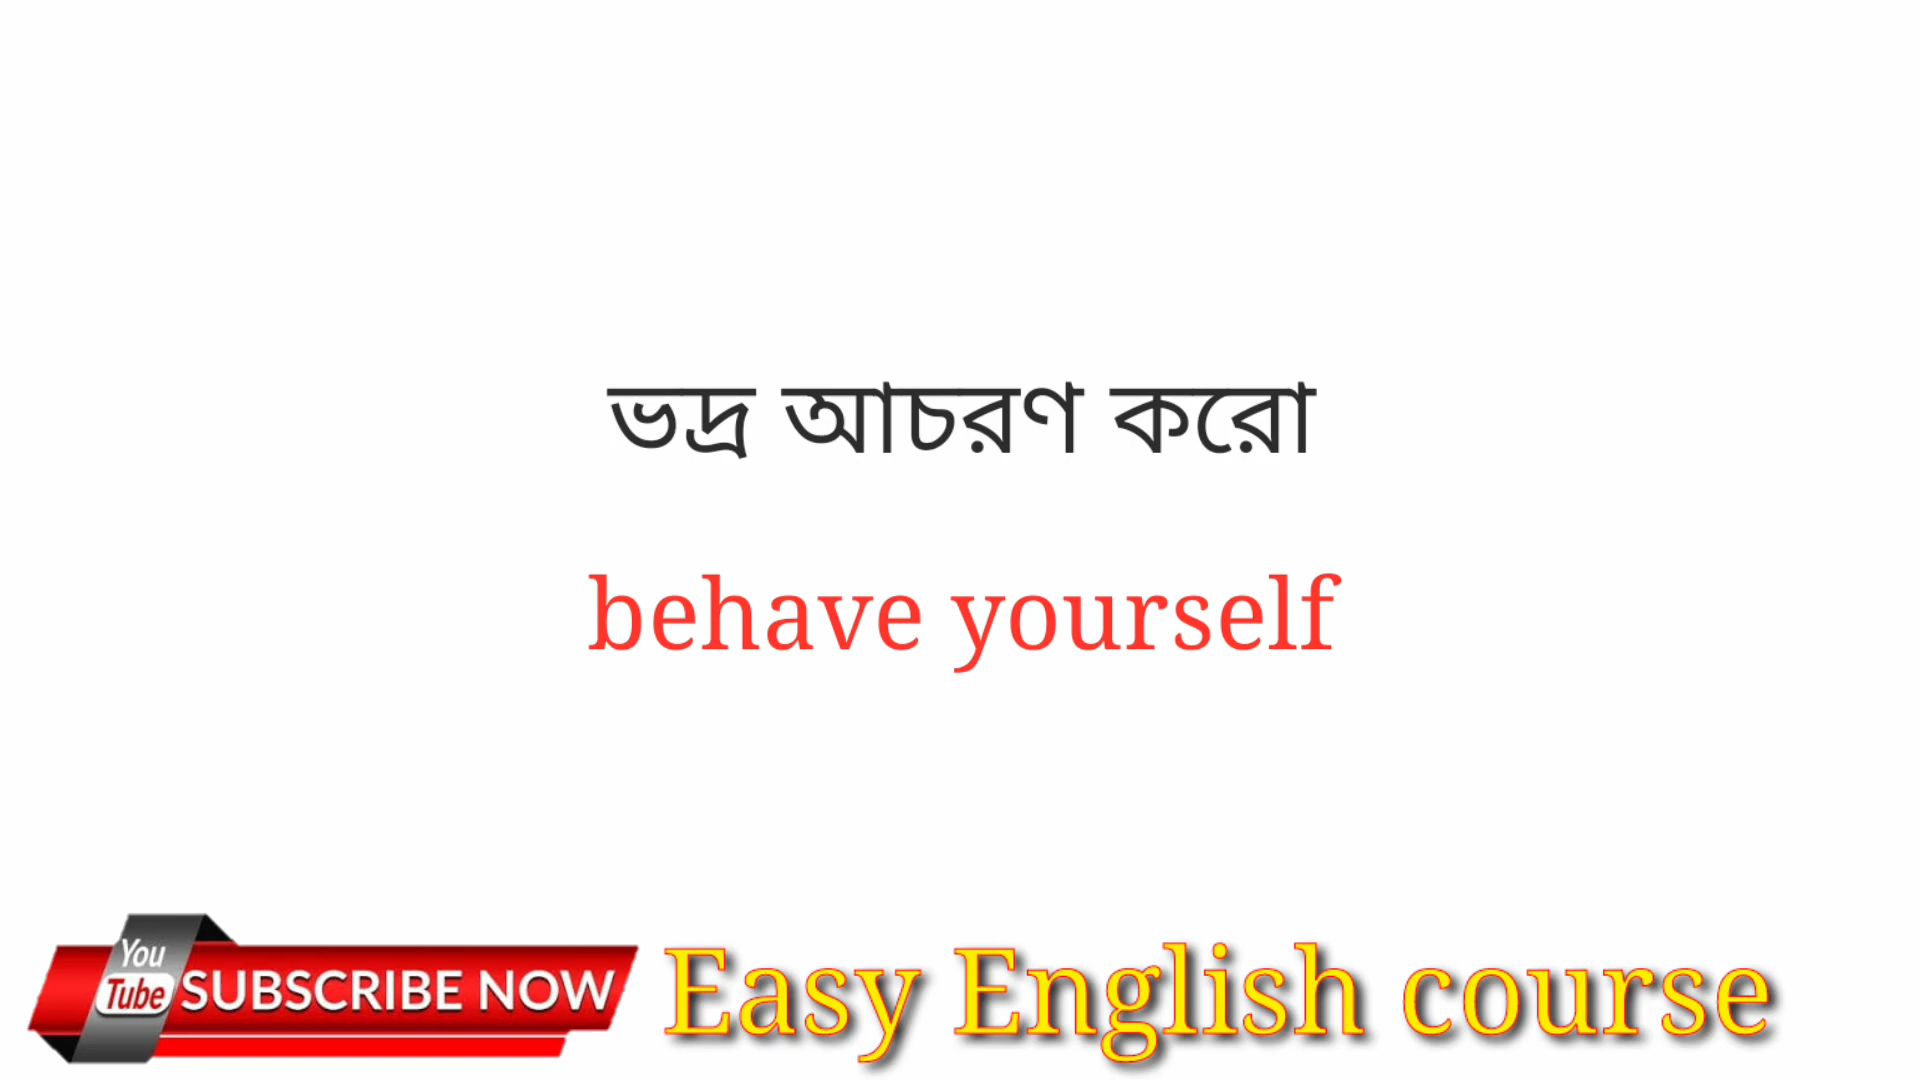 ভদ্র আচরণ করো
behave yourself
You
Tube SUBSCRIBE NOW
Easy English course